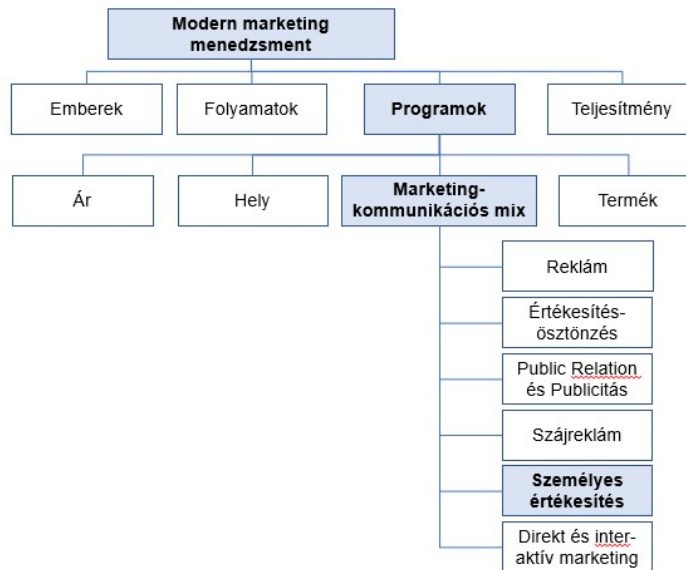 Modern marketing
menedzsment
Emberek
Folyamatok
Programok
Teljesítmény
Ár
Hely
Marketing-
kommunikációs mix
Termék
Reklám
Értékesítés-
ösztönzés
Public Relation
és Publicitás
Szájreklám
Személyes
értékesítés
Direkt és inter-
aktív marketing